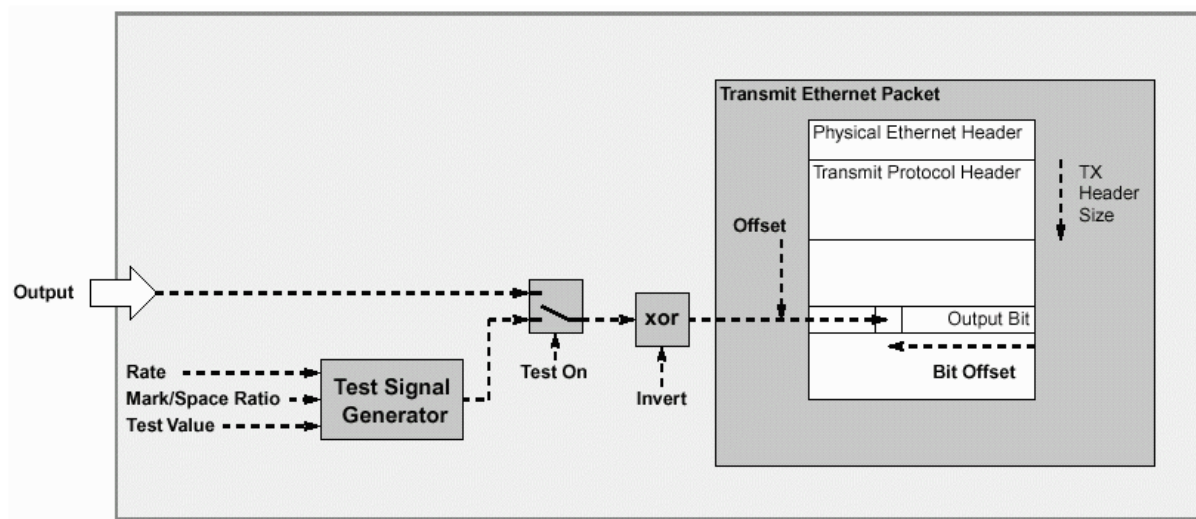 Transmit Ethernet Packet
Physical Ethernet Header
Transmit Protocol Header
TX
Header
Size
Offset
Output
xor
Output Bit
Test On
Invert
Bit Offset
Rate
Mark/Space Ratio
Test Value
Test Signal
Generator